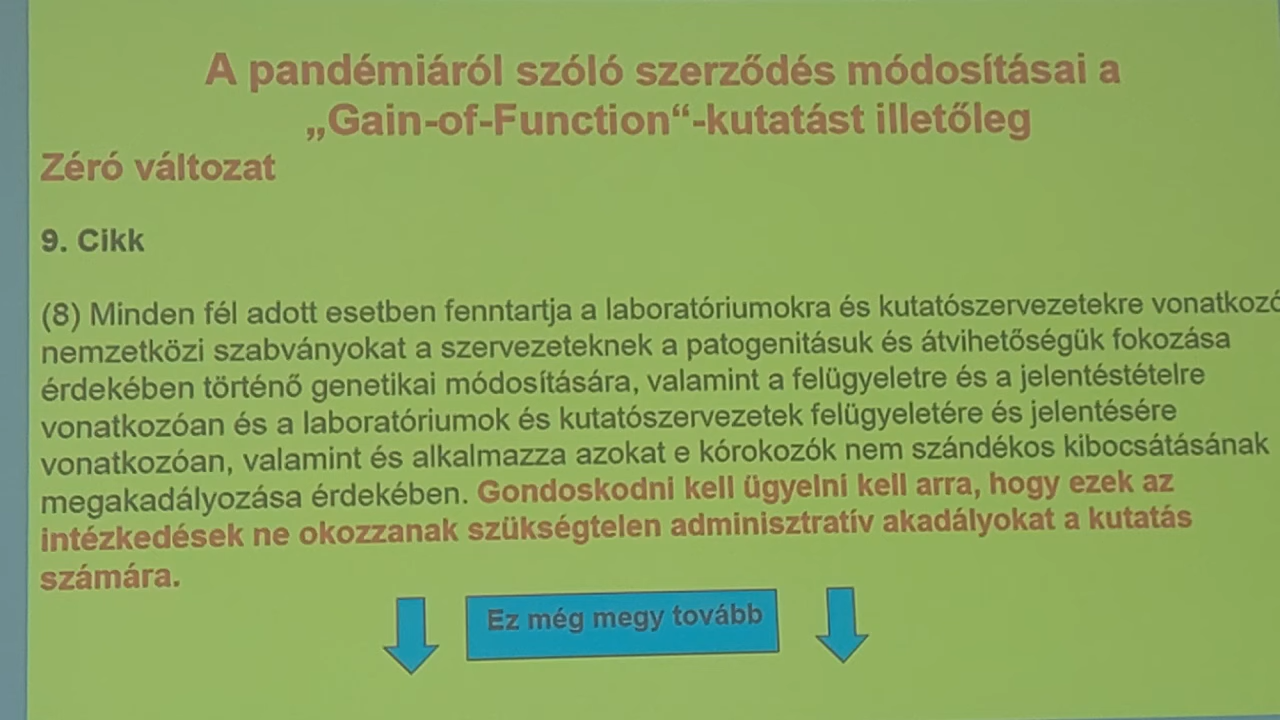 A pandémiáról szóló szerződés módosításai a
„Gain-of-Function“-kutatást illetőleg
Zéró változat
9. Cikk
(8) Minden fél adott esetben fenntartja a laboratóriumokra és kutatószervezetekre vonatkozó
nemzetközi szabványokat a szervezeteknek a patogenitásuk és átvihetőségük fokozása
érdekében történő genetikai módosítására, valamint a felügyeletre és a jelentéstételre
vonatkozóan és a laboratóriumok és kutatószervezetek felügyeletére és jelentésére
vonatkozóan, valamint és alkalmazza azokat e kórokozók nem szándékos kibocsátásának
megakadályozása érdekében. Gondoskodni kell ügyelni kell arra, hogy ezek az
intézkedések ne okozzanak szükségtelen adminisztratív akadályokat a kutatás
számára.
Ez még megy tovább